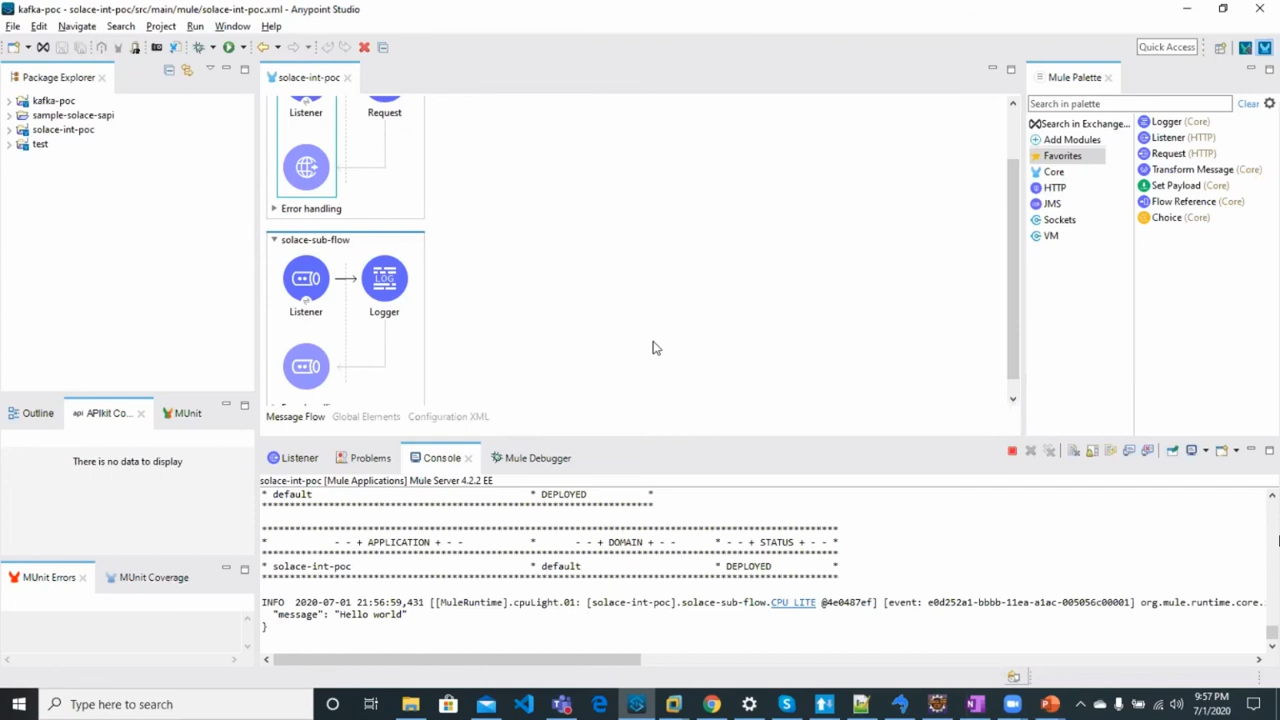 kafka-poc - solace-int-poc/src/main/mule/solace-int-poc.xml - Anypoint Studio
File Edit Navigate Search Project Run Window Help
Quick Access
Package Explorer
kafka-poc
sample-solace-sapi
solace-int-poc
test
solace-int-poc
Listener
Request
Error handling
solace-sub-flow
Listener
LOG
Logger
Message Flow Global Elements Configuration XML
Mule Palette
Search in palette
Clear
Search in Exchange...
Add Modules
Favorites
Core
HTTP
JMS
Sockets
VM
Logger (Core)
Listener (HTTP)
Request (HTTP)
Transform Message (Core)
Set Payload (Core)
Flow Reference (Core)
Choice (Core)
Outline
api APIkit Co...
MUnit
There is no data to display
MUnit Errors
MUnit Coverage
Listener Problems Console Mule Debugger
solace-int-poc [Mule Applications] Mule Server 4.2.2 EE
* default * DEPLOYED *
*******************************************************************
* - - + APPLICATION + - - * - - + DOMAIN + - - * - - + STATUS + - - *
* solace-int-poc * default * DEPLOYED *
INFO 2020-07-01 21:56:59,431 [[MuleRuntime].cpuLight.01: [solace-int-poc].solace-sub-flow.CPU_LITE @4e0487ef] [event: e0d252a1-bbbb-11ea-a1ac-005056c00001] org.mule.runtime.core.
"message": "Hello world"
}
Type here to search
9:57 PM
7/1/2020